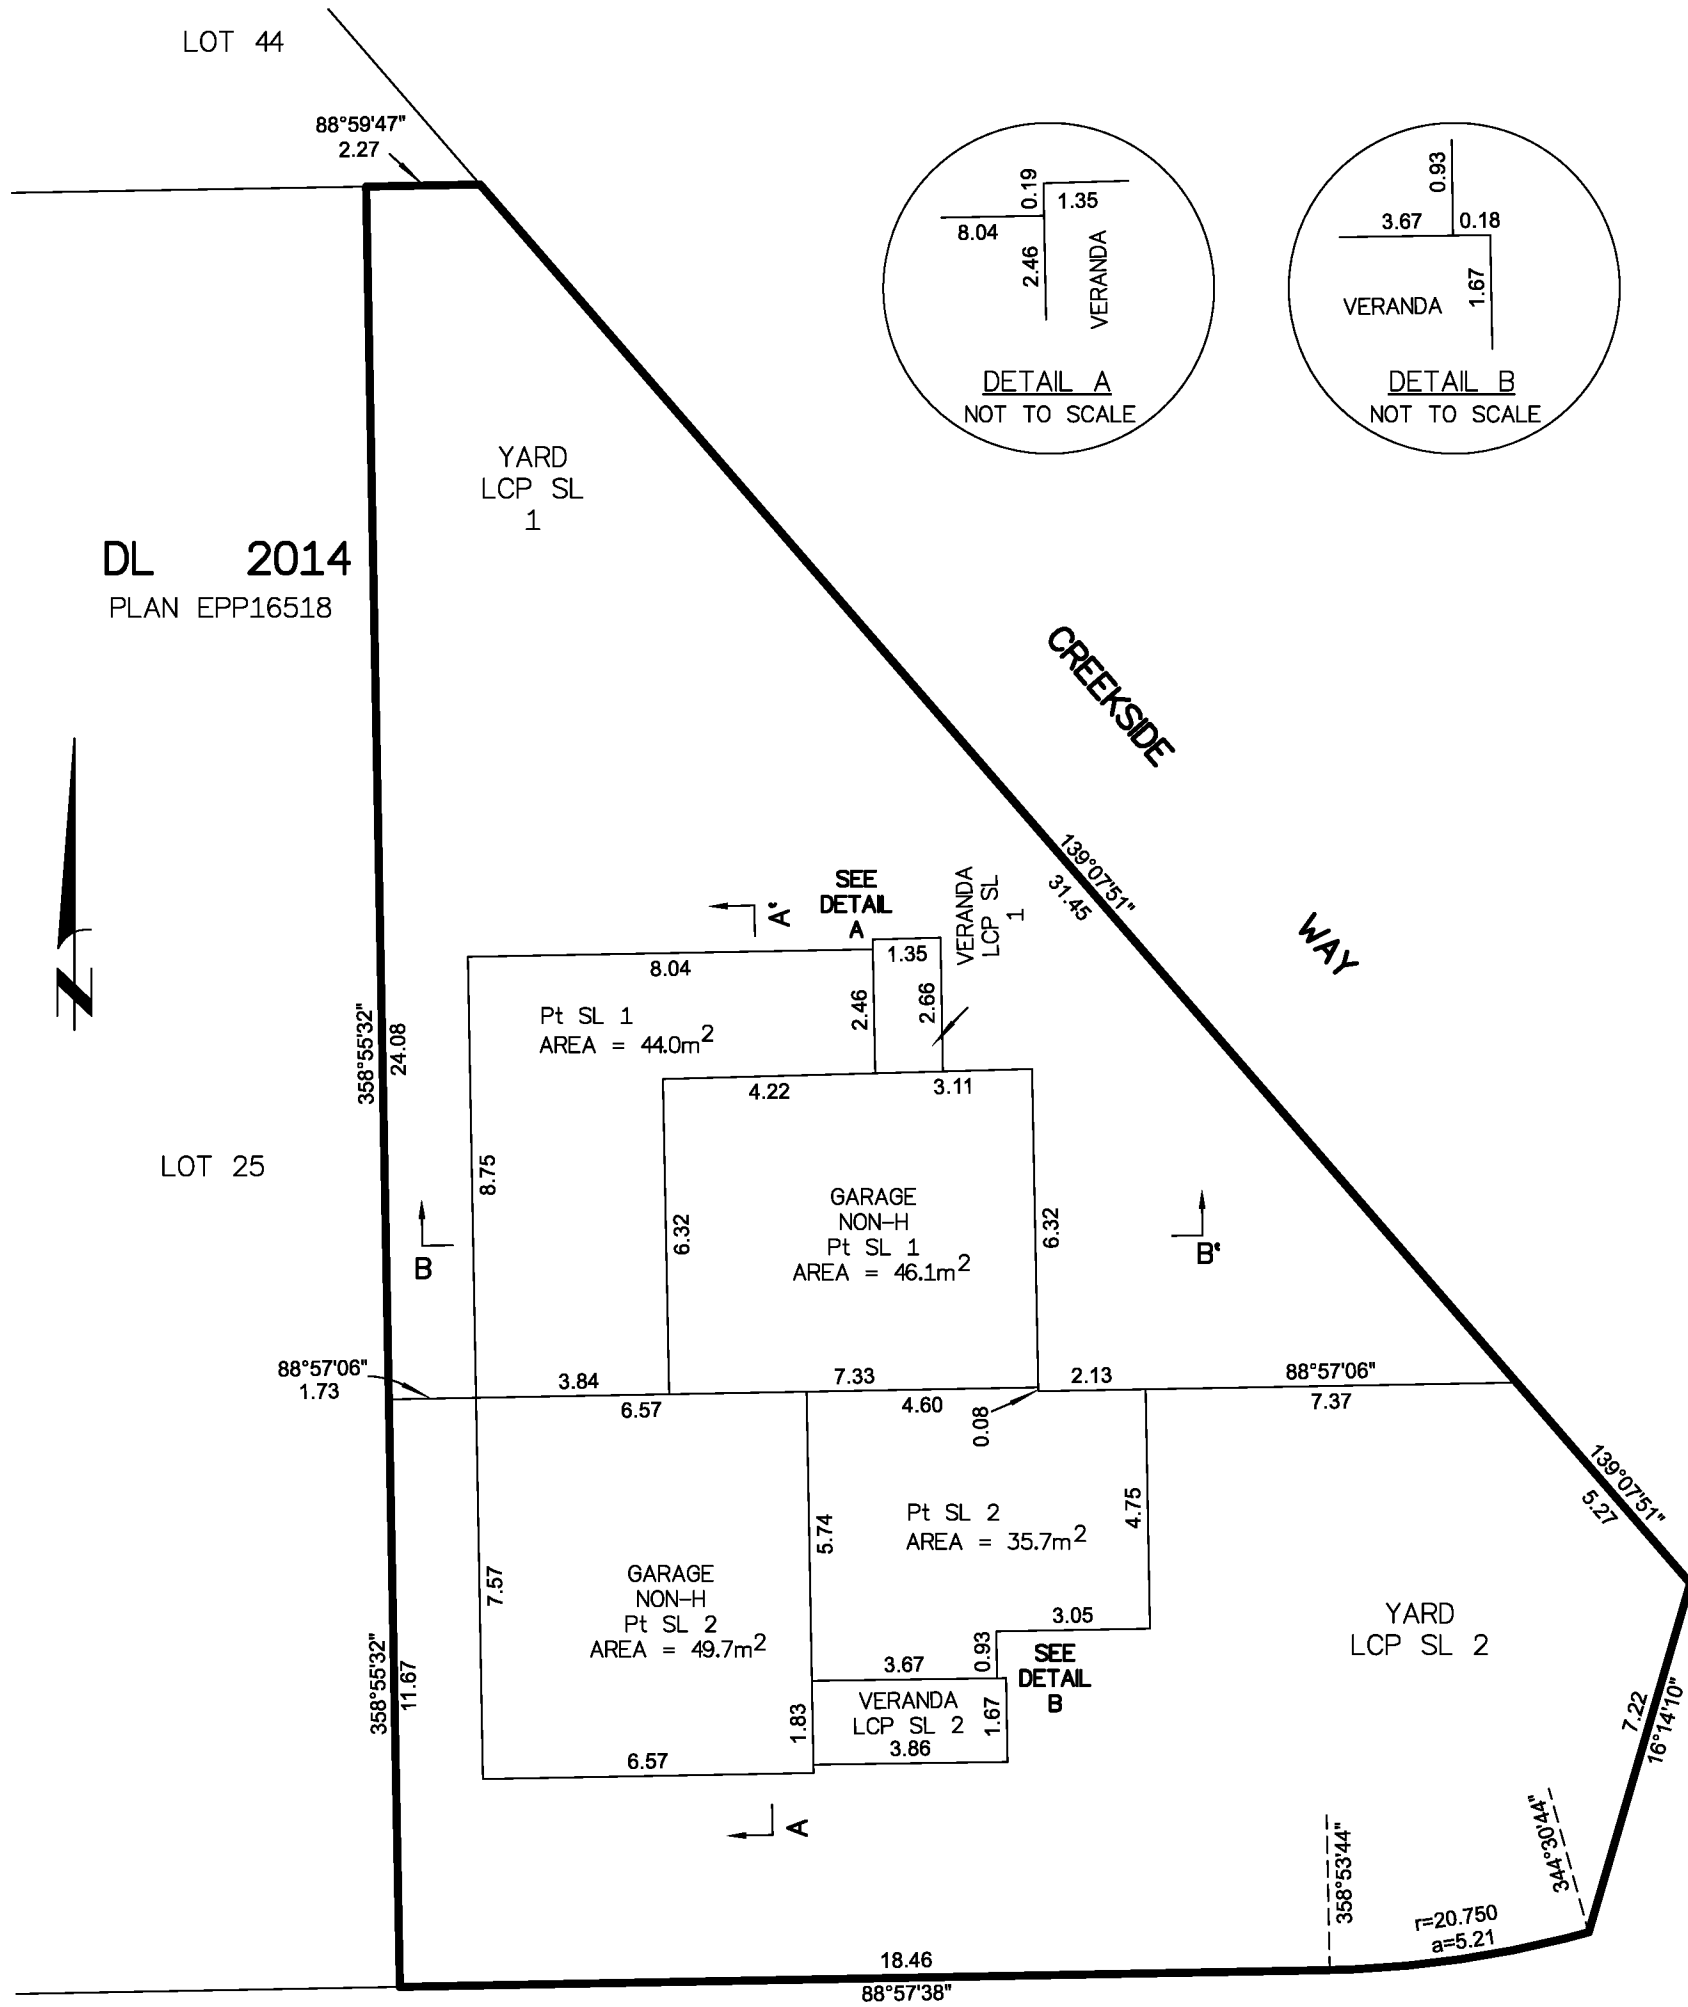 LOT 44
88°59'47"
2.27
0.19
1.35
8.04
2.46
VERANDA
DETAIL A
NOT TO SCALE
0.93
3.67
0.18
1.67
VERANDA
DETAIL B
NOT TO SCALE
YARD
LCP SL
1
DL 2014
PLAN EPP16518
CREEKSIDE
WAY
139°07'51"
31.45
N
SEE
DETAIL
A
A'
VERANDA
LCP SL
1
8.04
1.35
2.46
2.66
Pt SL 1
AREA = 44.0m²
358°55'32"
24.08
4.22
3.11
LOT 25
8.75
6.32
GARAGE
NON-H
Pt SL 1
AREA = 46.1m²
6.32
B
B'
88°57'06"
1.73
3.84
7.33
2.13
88°57'06"
6.57
4.60
0.08
7.37
139°07'51"
5.27
Pt SL 2
AREA = 35.7m²
4.75
5.74
7.57
GARAGE
NON-H
Pt SL 2
AREA = 49.7m²
3.05
0.93
SEE
DETAIL
B
YARD
LCP SL 2
358°55'32"
11.67
3.67
VERANDA
LCP SL 2
1.83
1.67
3.86
6.57
7.22
16°14'10"
A
358°53'44"
344°30'44"
r=20.750
a=5.21
18.46
88°57'38"